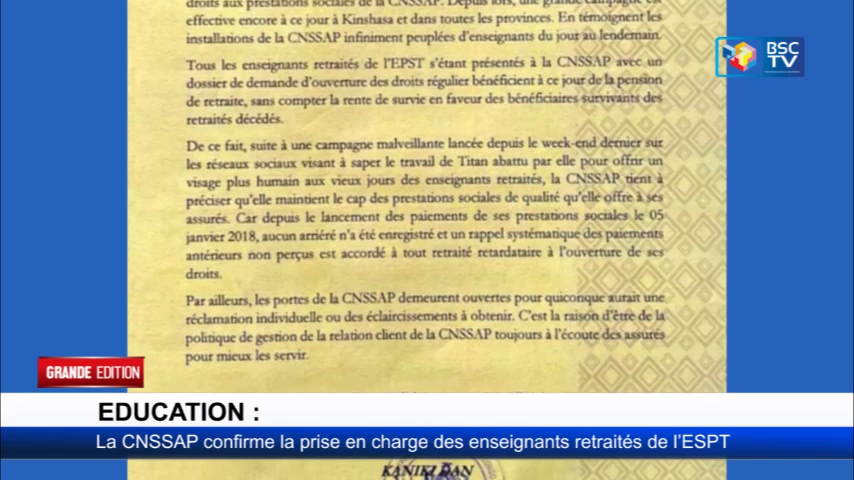 droits aux prestations sociales de la CNSSAP. Depuis lors, une grande campagne est
effective encore à ce jour à Kinshasa et dans toutes les provinces. En témoignent les
installations de la CNSSAP infiniment peuplées d'enseignants du jour au lendemain.
Tous les enseignants retraités de l'EPST s'étant présentés à la CNSSAP avec un
dossier de demande d'ouverture des droits régulier bénéficient à ce jour de la pension
de retraite, sans compter la rente de survie en faveur des bénéficiaires survivants des
retraités décédés.
De ce fait, suite à une campagne malveillante lancée depuis le week-end dernier sur
les réseaux sociaux visant à saper le travail de Titan abattu par elle pour offrir un
visage plus humain aux vieux jours des enseignants retraités, la CNSSAP tient à
préciser qu'elle maintient le cap des prestations sociales de qualité qu'elle offre à ses
assurés. Car depuis le lancement des paiements de ses prestations sociales le 05
janvier 2018, aucun arriéré n'a été enregistré et un rappel systématique des paiements
antérieurs non perçus est accordé à tout retraité retardataire à l'ouverture de ses
droits.
Par ailleurs, les portes de la CNSSAP demeurent ouvertes pour quiconque aurait une
réclamation individuelle ou des éclaircissements à obtenir. C'est la raison d'être de la
politique de gestion de la relation client de la CNSSAP toujours à l'écoute des assurés
pour mieux les servir.
BSC
TV
GRANDE EDITION
EDUCATION :
La CNSSAP confirme la prise en charge des enseignants retraités de l'ESPT
KANIKI DAN